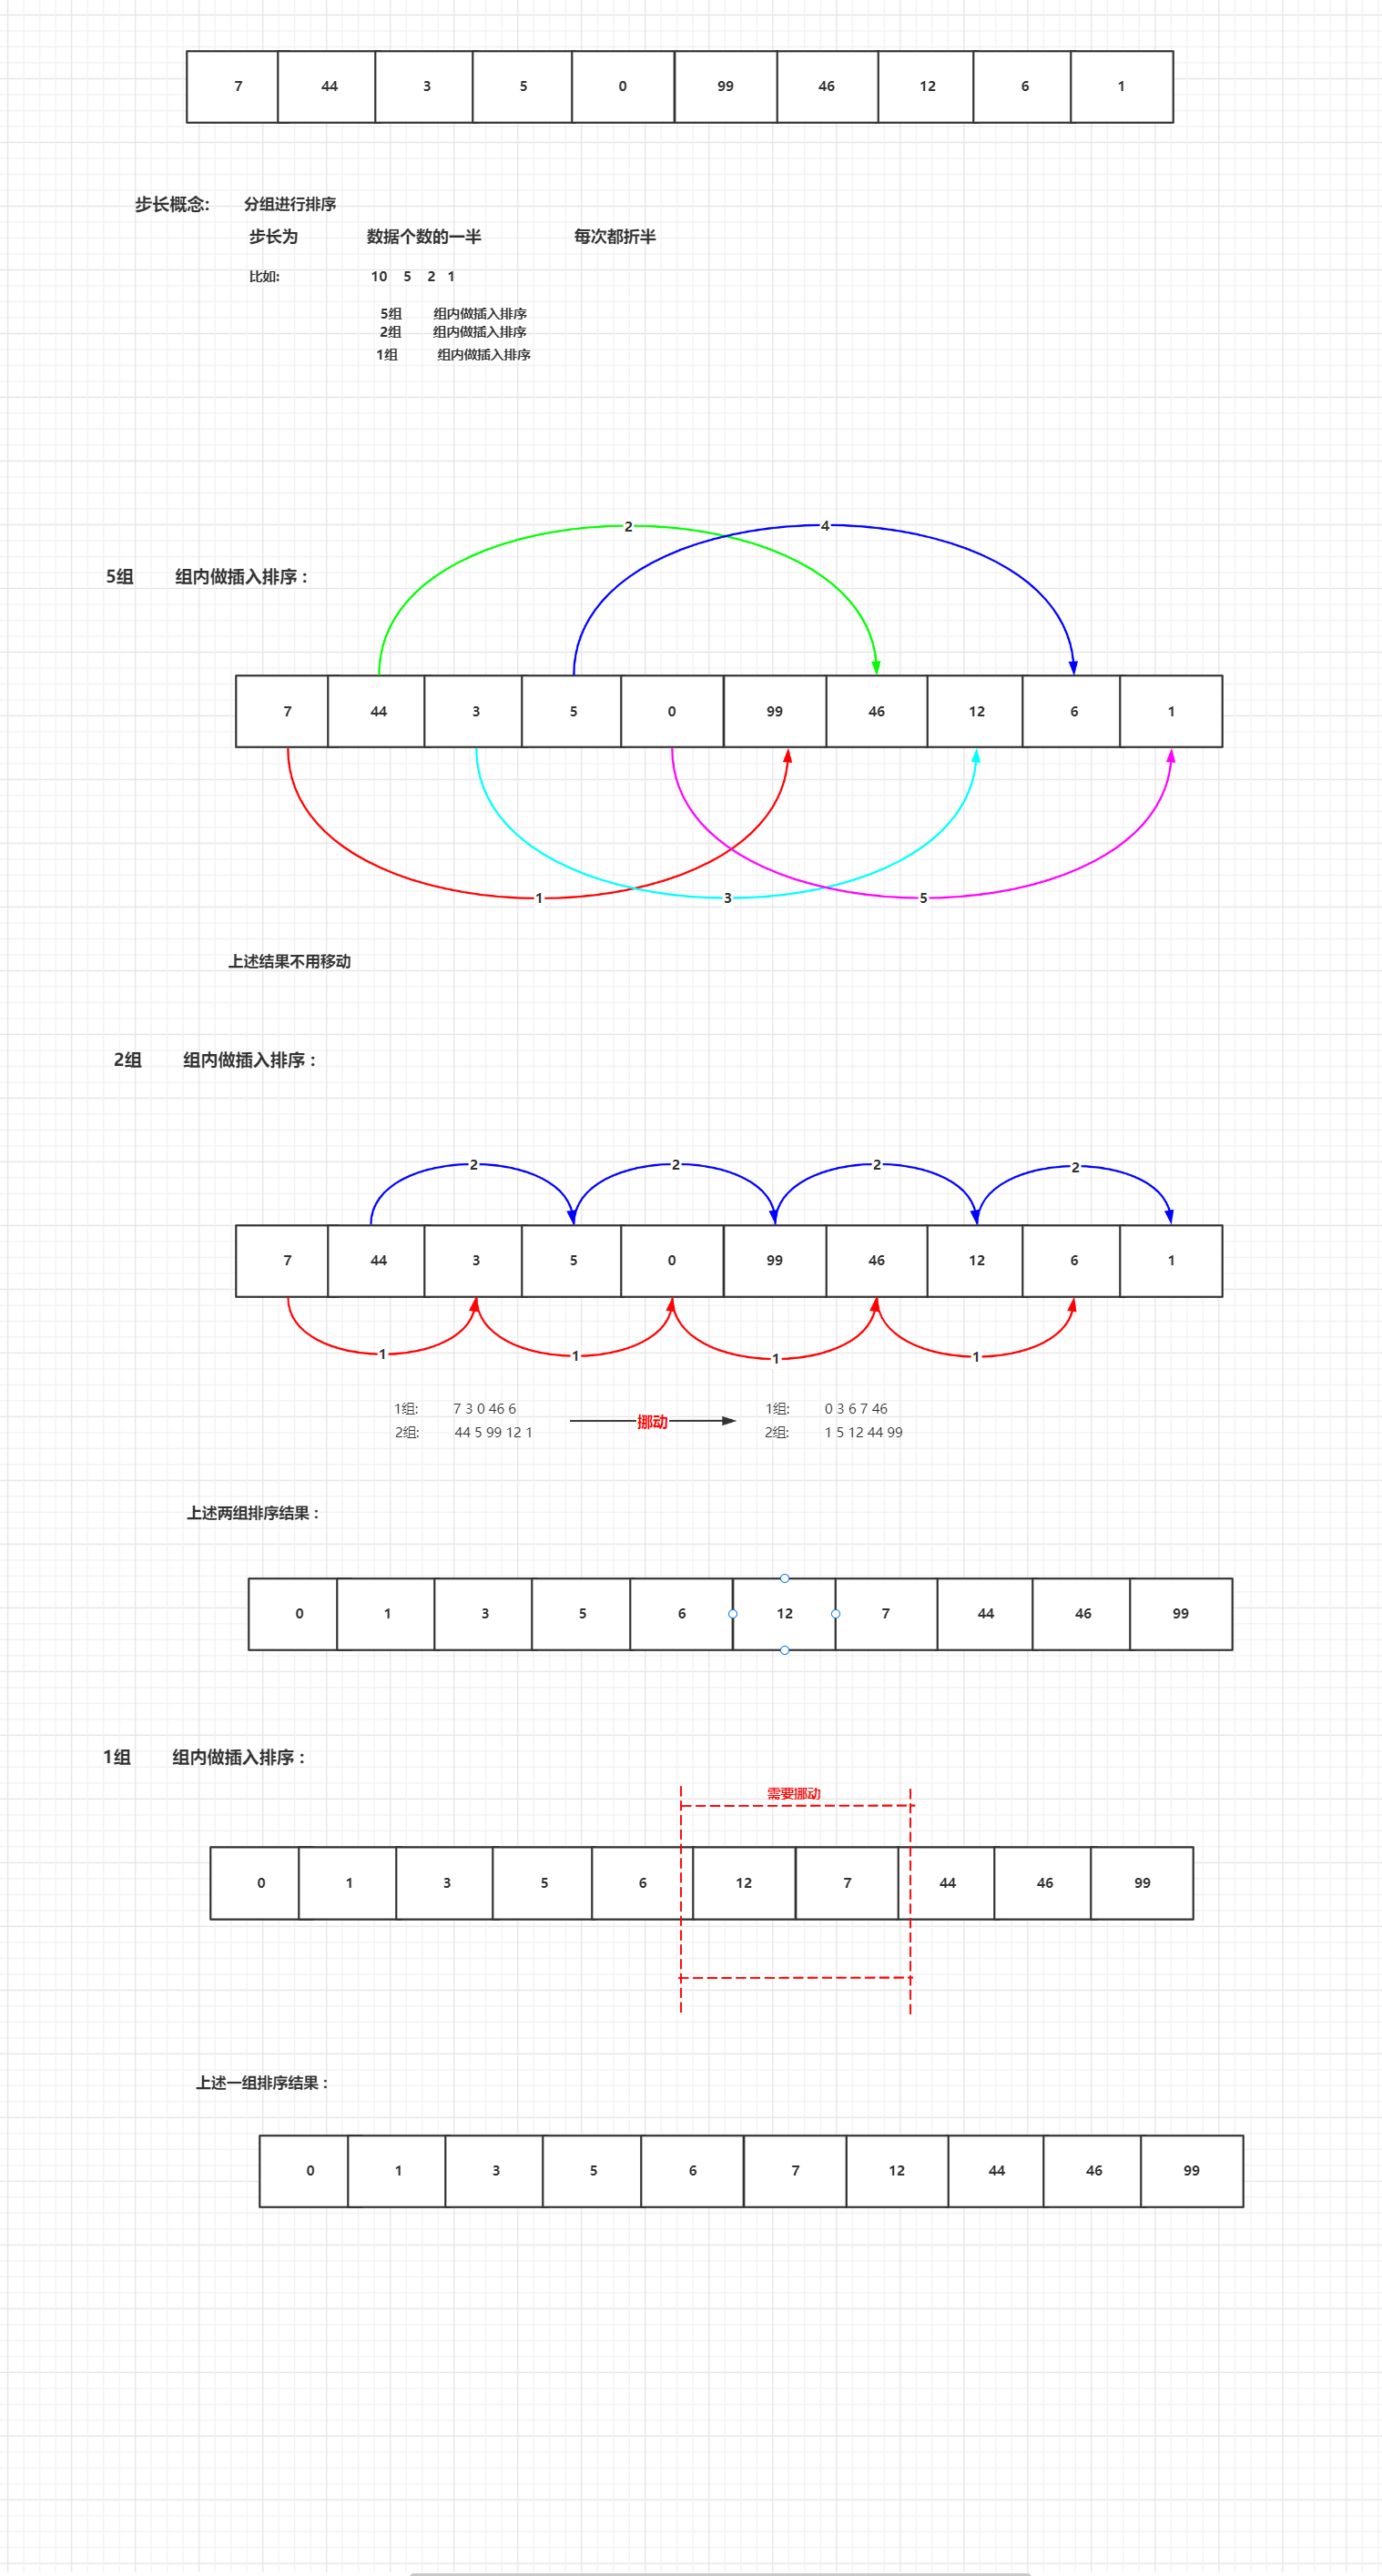 7 44 3 5 0 99 46 12 6 1
步长概念: 分组进行排序
步长为 数据个数的一半 每次都折半
比如: 10 5 2 1
5组 组内做插入排序
2组 组内做插入排序
1组 组内做插入排序
2 4
5组 组内做插入排序：
7 44 3 5 0 99 46 12 6 1
1 3 5
上述结果不用移动
2组 组内做插入排序：
2 2 2 2
7 44 3 5 0 99 46 12 6 1
1 1 1 1
1组: 7 3 0 46 6 挪动 1组: 0 3 6 7 46
2组: 44 5 99 12 1 2组: 1 5 12 44 99
上述两组排序结果：
0 1 3 5 6 12 7 44 46 99
1组 组内做插入排序：
需要挪动
0 1 3 5 6 12 7 44 46 99
上述一组排序结果：
0 1 3 5 6 7 12 44 46 99